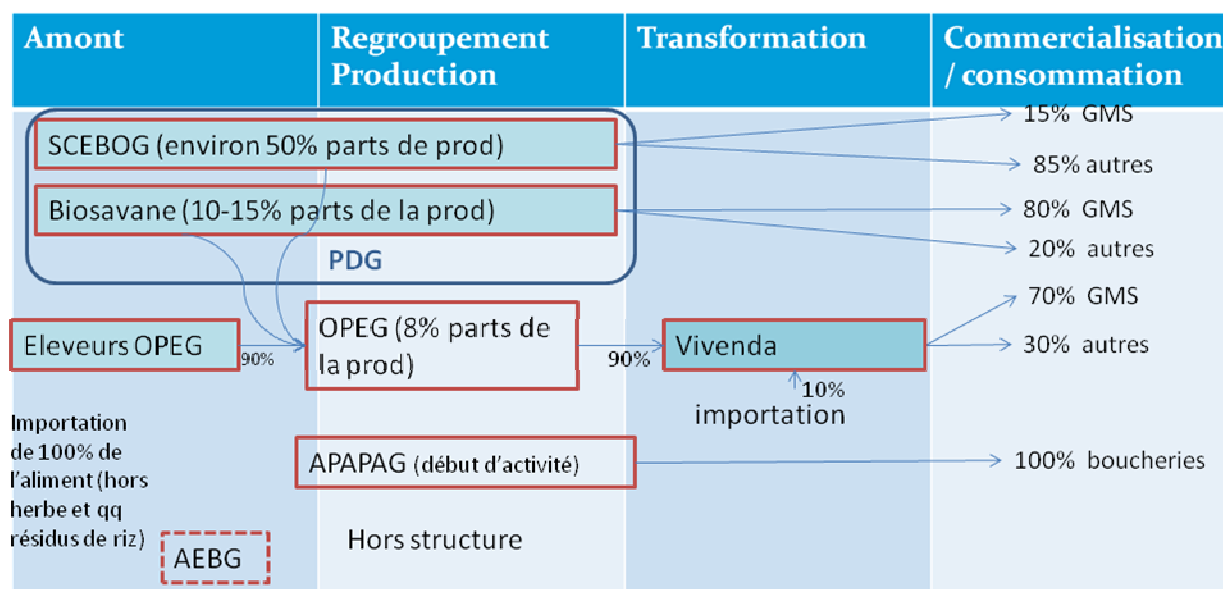 Amont
Regroupement
Production
Transformation
Commercialisation
/ consommation
SCEBOG (environ 50% parts de prod)
15% GMS
85% autres
Biosavane (10-15% parts de la prod)
80% GMS
20% autres
PDG
Eleveurs OPEG
90%
OPEG (8% parts de
la prod)
90%
Vivenda
70% GMS
30% autres
10%
importation
Importation
de 100% de
l'aliment (hors
herbe et qq
résidus de riz)
APAPAG (début d'activité)
100% boucheries
AEBG
Hors structure